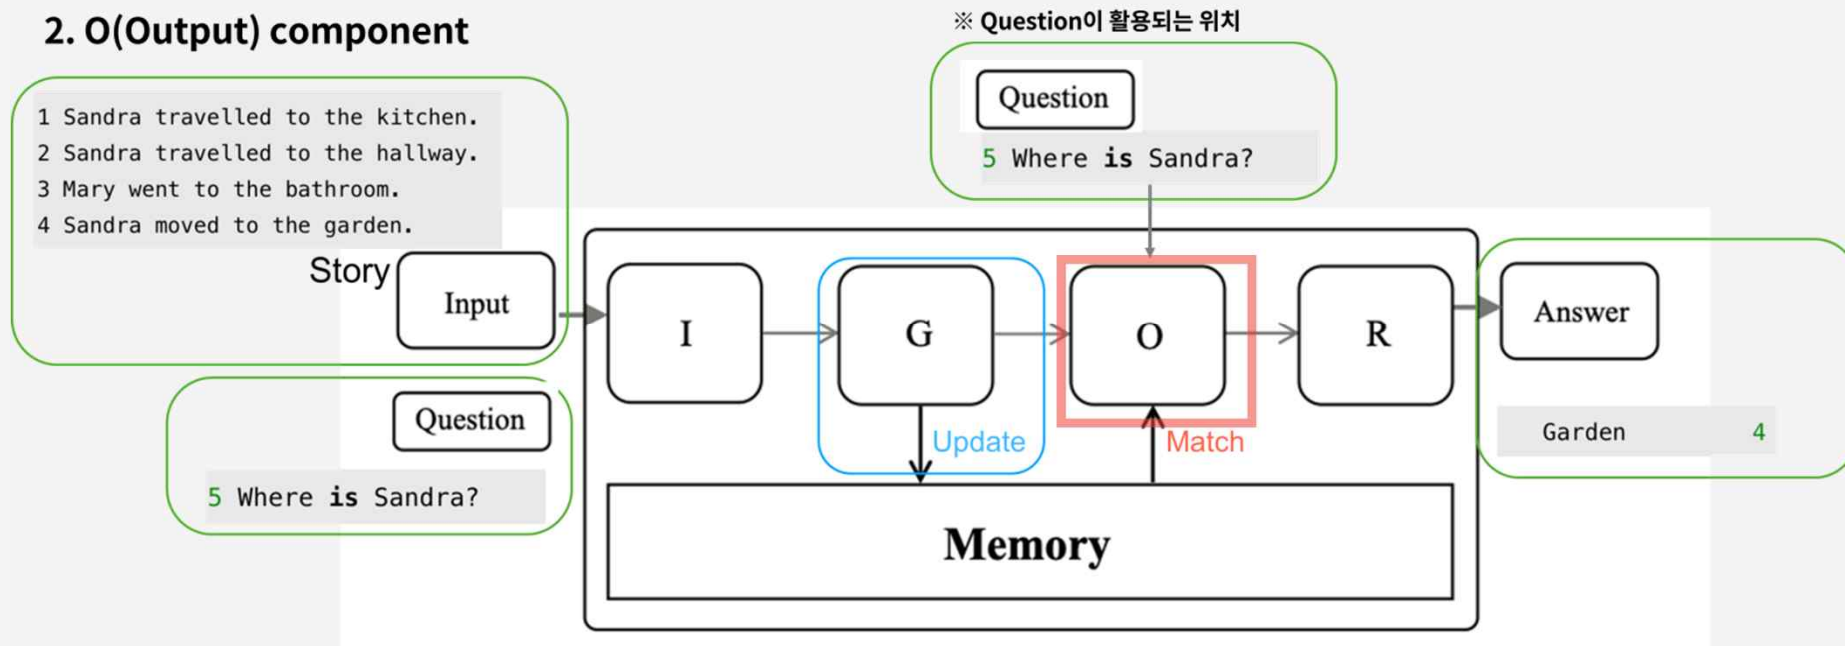 2. O(Output) component
※ Question이 활용되는 위치
1 Sandra travelled to the kitchen.
2 Sandra travelled to the hallway.
3 Mary went to the bathroom.
4 Sandra moved to the garden.
Story
Input
Question
5 Where is Sandra?
Question
5 Where is Sandra?
I
G
O
R
Update
Match
Memory
Answer
Garden 4